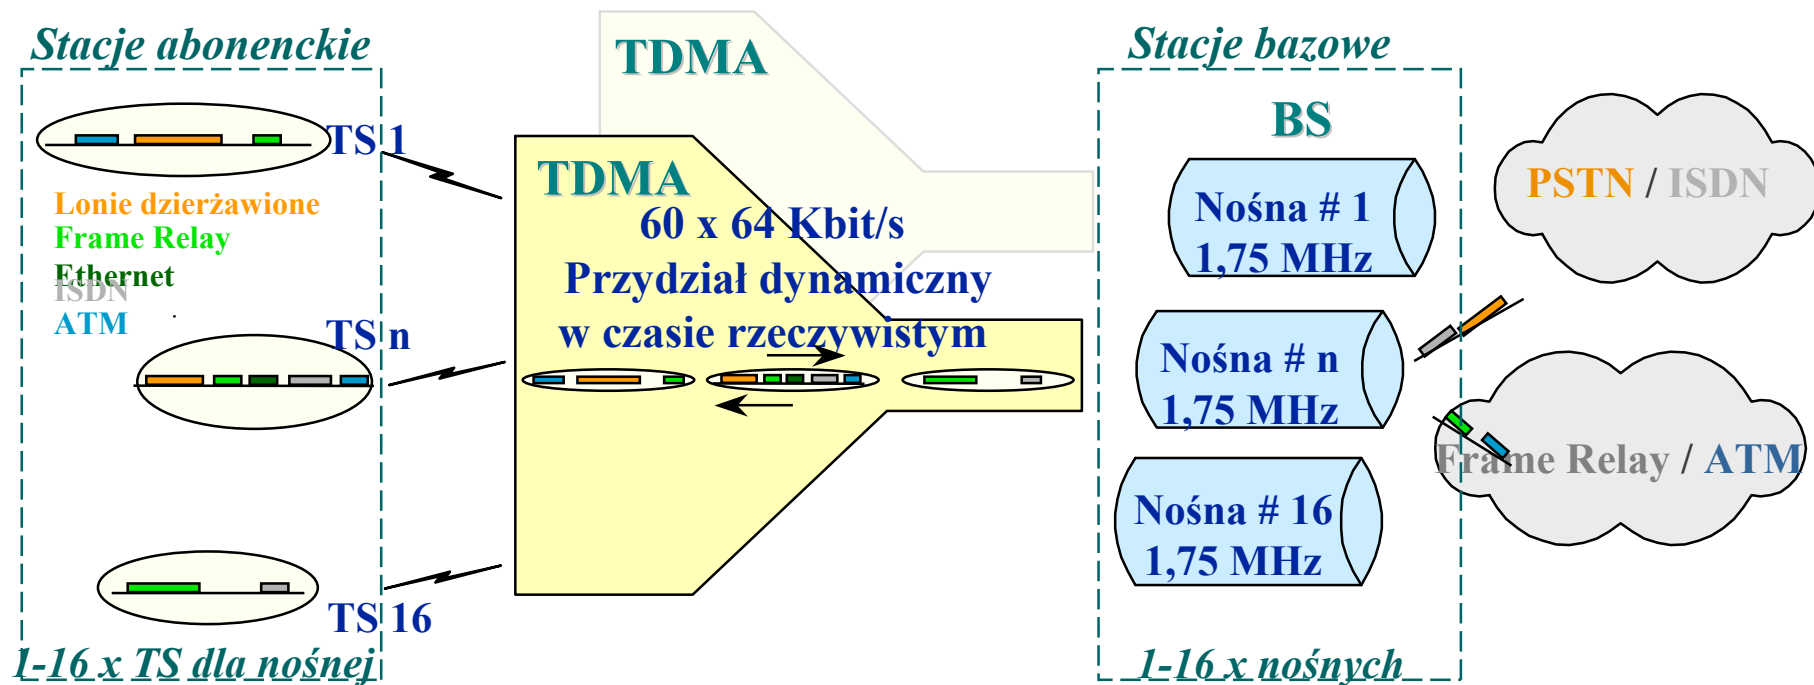 Stacje abonenckie
TS 1
Lonie dzierżawione
Frame Relay
Ethernet
ISDN
ATM
TS n
TS 16
1-16 x TS dla nośnej
TDMA
TDMA
60 x 64 Kbit/s
Przydział dynamiczny
w czasie rzeczywistym
Stacje bazowe
BS
Nośna # 1
1,75 MHz
Nośna # n
1,75 MHz
Nośna # 16
1,75 MHz
1-16 x nośnych
PSTN / ISDN
Frame Relay / ATM